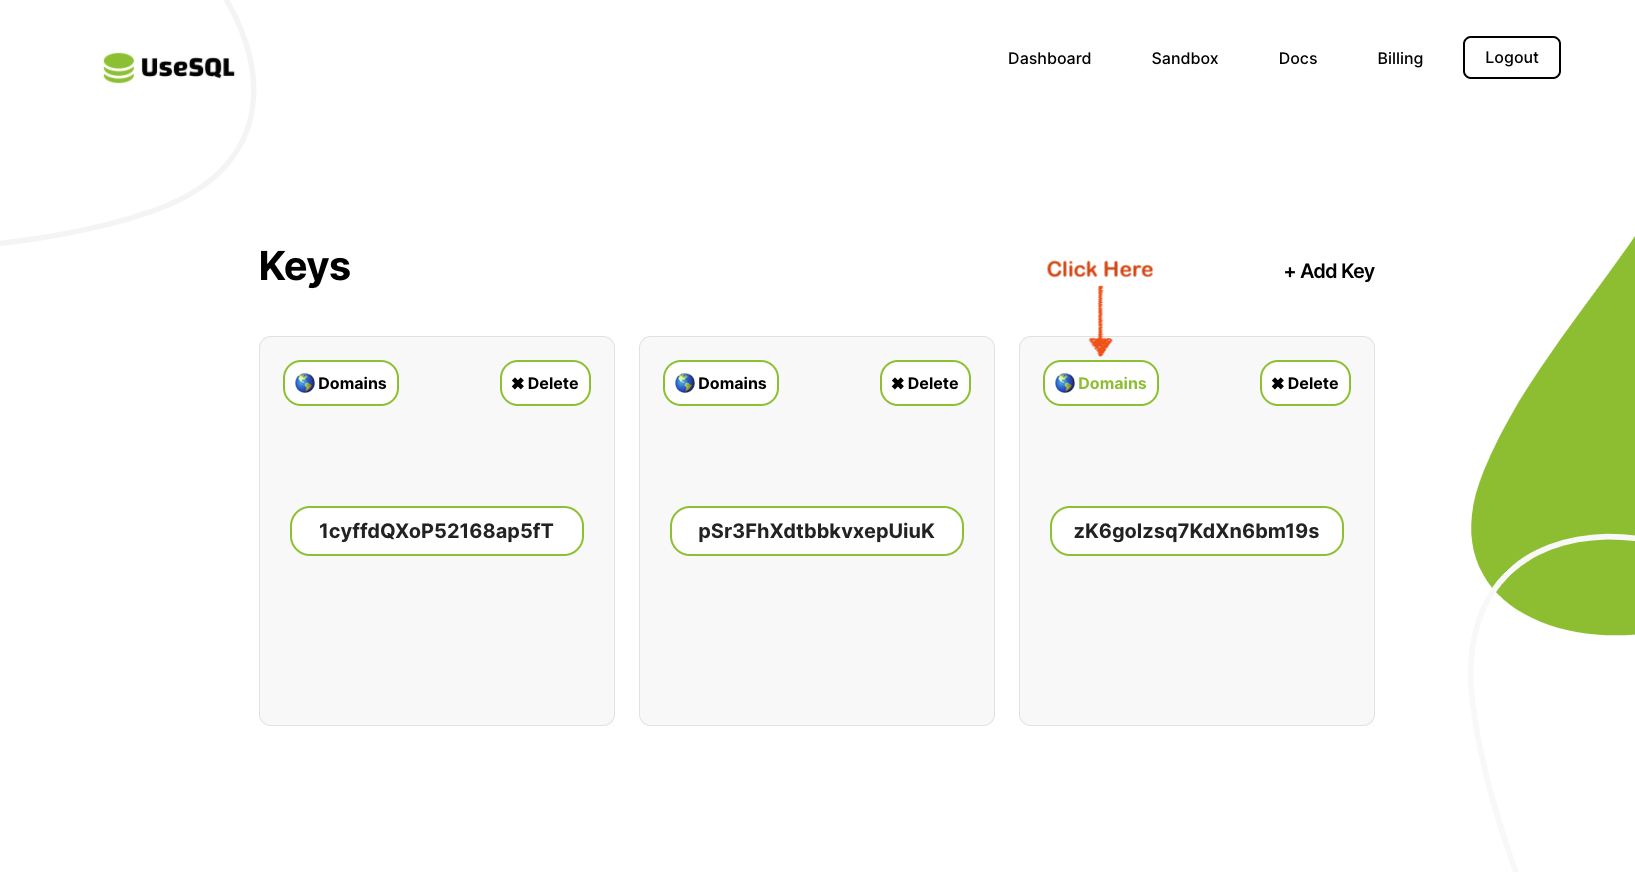 UseSQL
Dashboard Sandbox Docs Billing Logout
Keys
Click Here
+ Add Key
Domains ✖ Delete
Domains ✖ Delete
Domains ✖ Delete
1cyffdQXoP52168ap5fT
pSr3FhXdtbbkvxepUiuK
zK6golzsq7KdXn6bm19s